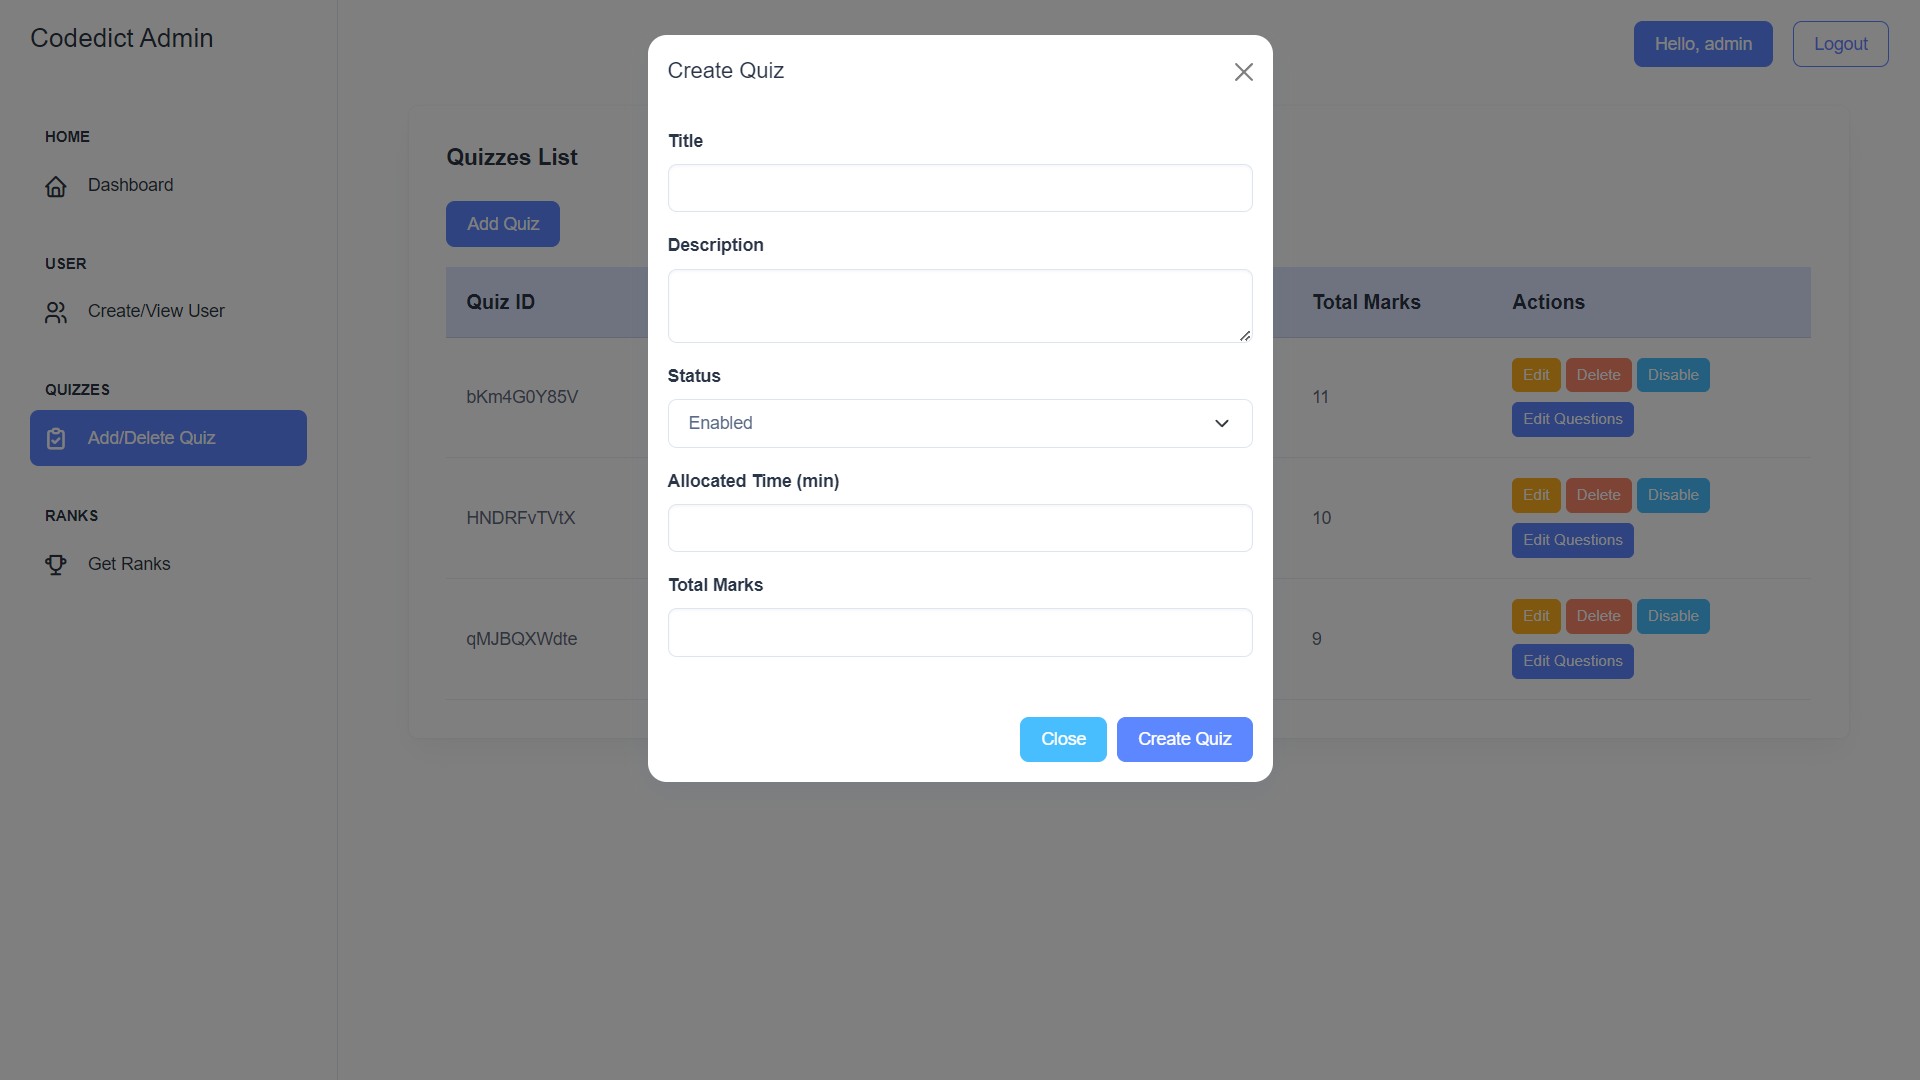 Codedict Admin
Hello, admin
Logout
HOME
Dashboard
USER
Create/View User
QUIZZES
Add/Delete Quiz
RANKS
Get Ranks
Quizzes List
Add Quiz
Quiz ID
Total Marks
Actions
bKm4G0Y85V
11
Edit
Delete
Disable
Edit Questions
HNDRFvTVtX
10
Edit
Delete
Disable
Edit Questions
qMJBQXWdte
9
Edit
Delete
Disable
Edit Questions
Create Quiz
Title
Description
Status
Enabled
Allocated Time (min)
Total Marks
Close
Create Quiz